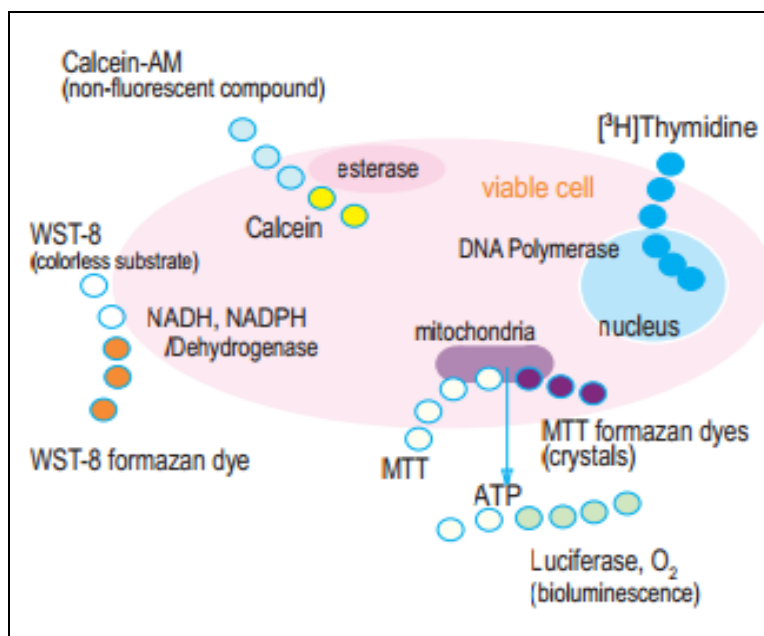 Calcein-AM
(non-fluorescent compound)
[³H]Thymidine
esterase
viable cell
Calcein
WST-8
(colorless substrate)
DNA Polymerase
NADH, NADPH
/Dehydrogenase
nucleus
mitochondria
WST-8 formazan dye
MTT
MTT formazan dyes
(crystals)
ATP
Luciferase, O₂
(bioluminescence)